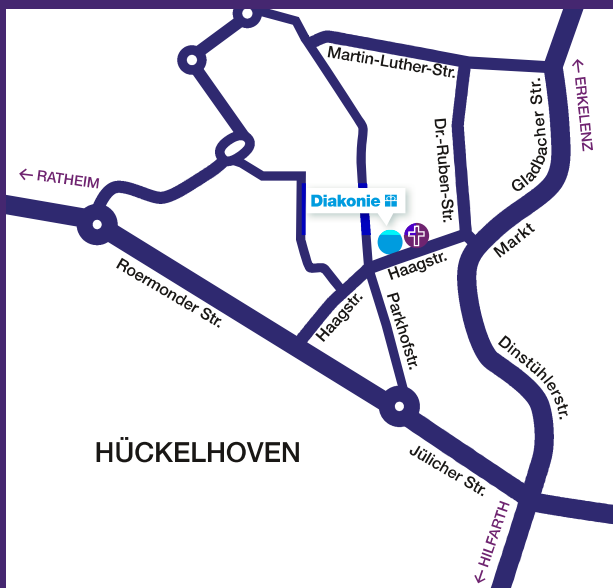 Martin-Luther-Str.
← ERKELENZ
Gladbacher Str.
Dr.-Ruben-Str.
← RATHEIM
Diakonie
Markt
Haagstr.
Roermonder Str.
Haagstr.
Parkhofstr.
Dinstühlerstr.
HÜCKELHOVEN
Jülicher Str.
← HILFARTH